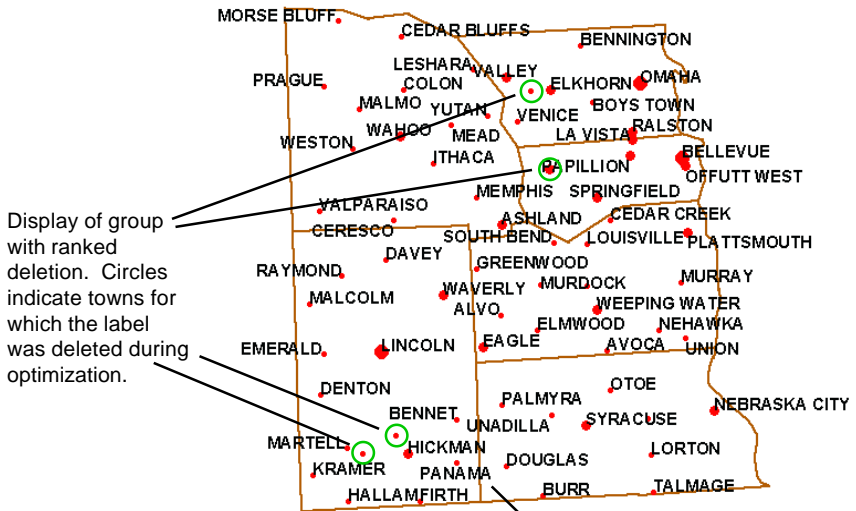 MORSE BLUFF
CEDAR BLUFFS
BENNINGTON
LESHARA
VALLEY
PRAGUE
COLON
ELKHORN
OMAHA
MALMO
YUTAN
VENICE
BOYS TOWN
WAHOO
MEAD
LA VISTA
RALSTON
WESTON
ITHACA
PAPILLION
BELLEVUE
OFFUTT WEST
MEMPHIS
SPRINGFIELD
VALPARAISO
ASHLAND
CEDAR CREEK
CERESCO
SOUTH BEND
LOUISVILLE
PLATTSMOUTH
Display of group
with ranked
deletion. Circles
indicate towns for
which the label
was deleted during
optimization.
DAVEY
RAYMOND
GREENWOOD
MALCOLM
WAVERLY
MURDOCK
MURRAY
ALVO
WEEPING WATER
ELMWOOD
NEHAWKA
EMERALD
LINCOLN
EAGLE
AVOCA
UNION
DENTON
OTOE
BENNET
PALMYRA
NEBRASKA CITY
UNADILLA
SYRACUSE
MARTELL
HICKMAN
LORTON
KRAMER
PANAMA
DOUGLAS
HALLAM
FIRTH
BURR
TALMAGE